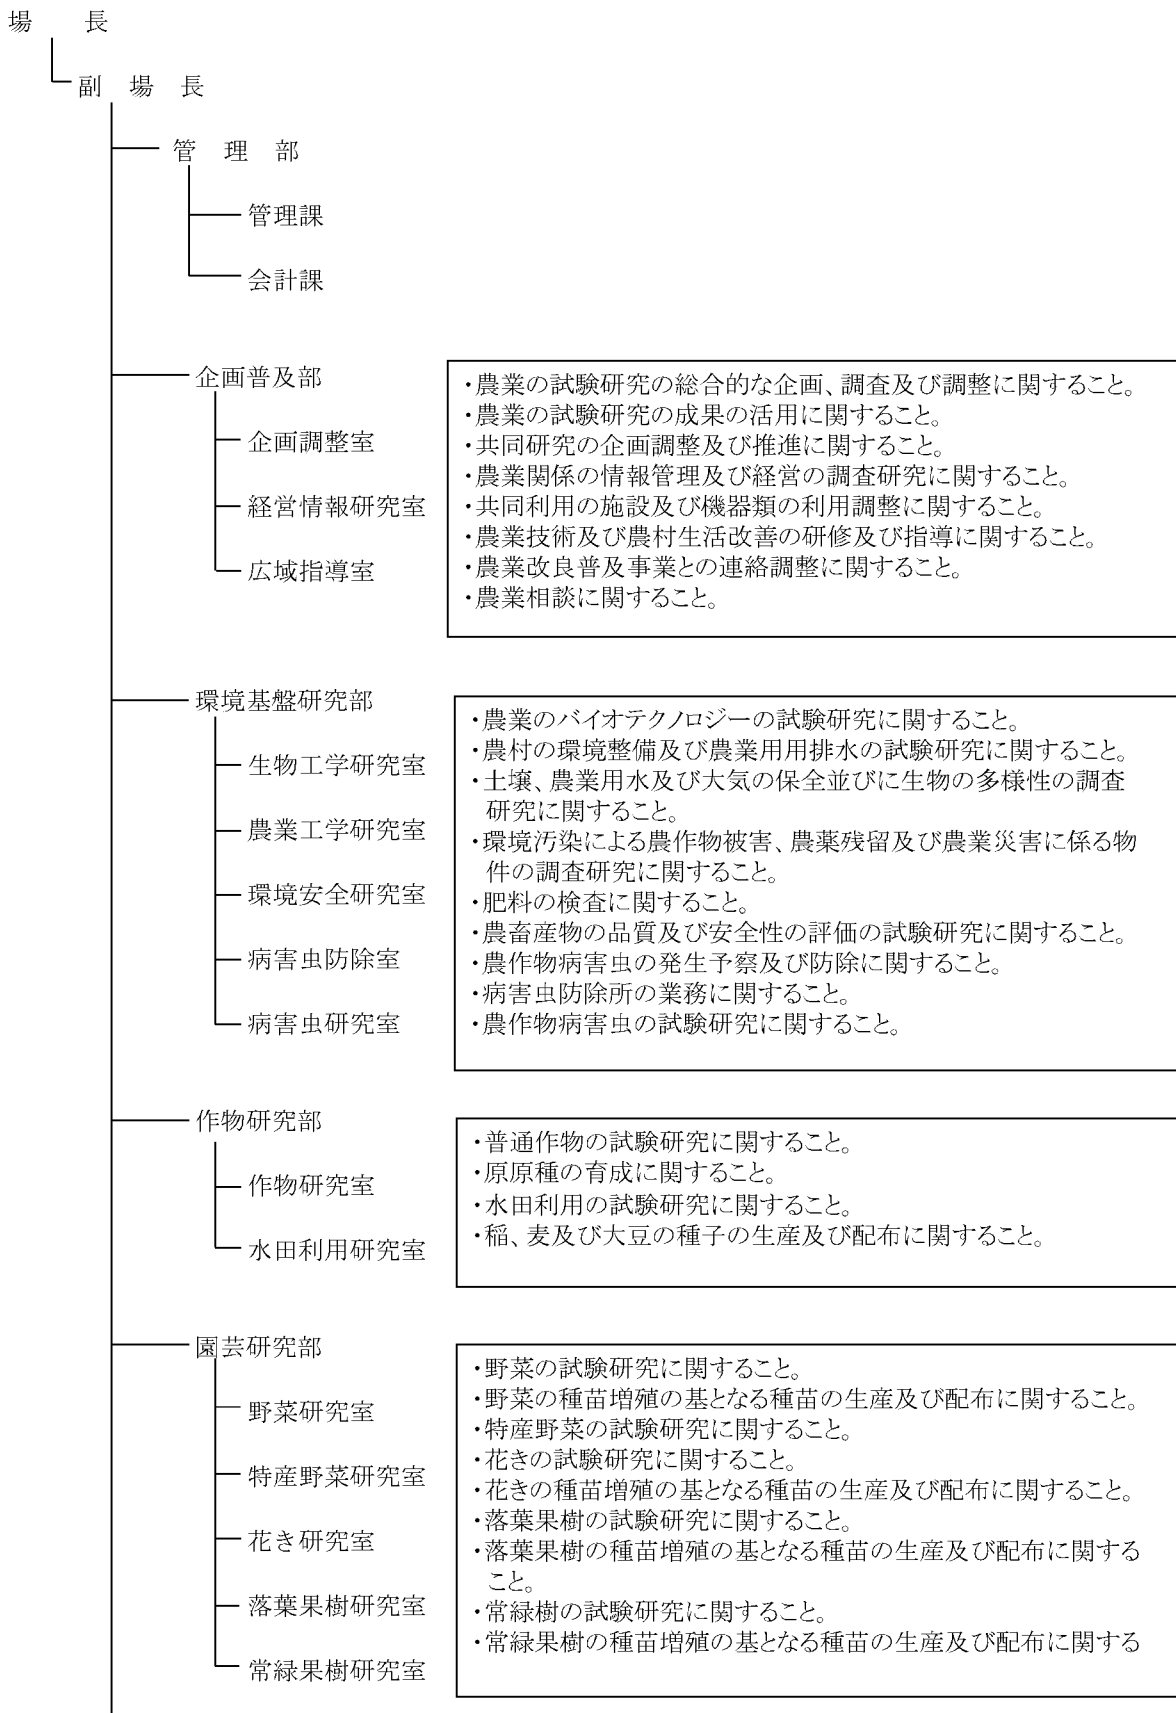 場　長
副　場　長
管　理　部
管理課
会計課
企画普及部
企画調整室
経営情報研究室
広域指導室
・農業の試験研究の総合的な企画、調査及び調整に関すること。
・農業の試験研究の成果の活用に関すること。
・共同研究の企画調整及び推進に関すること。
・農業関係の情報管理及び経営の調査研究に関すること。
・共同利用の施設及び機器類の利用調整に関すること。
・農業技術及び農村生活改善の研修及び指導に関すること。
・農業改良普及事業との連絡調整に関すること。
・農業相談に関すること。
環境基盤研究部
生物工学研究室
農業工学研究室
環境安全研究室
病害虫防除室
病害虫研究室
・農業のバイオテクノロジーの試験研究に関すること。
・農村の環境整備及び農業用用排水の試験研究に関すること。
・土壌、農業用水及び大気の保全並びに生物の多様性の調査
研究に関すること。
・環境汚染による農作物被害、農薬残留及び農業災害に係る物
件の調査研究に関すること。
・肥料の検査に関すること。
・農畜産物の品質及び安全性の評価の試験研究に関すること。
・農作物病害虫の発生予察及び防除に関すること。
・病害虫防除所の業務に関すること。
・農作物病害虫の試験研究に関すること。
作物研究部
作物研究室
水田利用研究室
・普通作物の試験研究に関すること。
・原原種の育成に関すること。
・水田利用の試験研究に関すること。
・稲、麦及び大豆の種子の生産及び配布に関すること。
園芸研究部
野菜研究室
特産野菜研究室
花き研究室
落葉果樹研究室
常緑果樹研究室
・野菜の試験研究に関すること。
・野菜の種苗増殖の基となる種苗の生産及び配布に関すること。
・特産野菜の試験研究に関すること。
・花きの試験研究に関すること。
・花きの種苗増殖の基となる種苗の生産及び配布に関すること。
・落葉果樹の試験研究に関すること。
・落葉果樹の種苗増殖の基となる種苗の生産及び配布に関する
こと。
・常緑樹の試験研究に関すること。
・常緑果樹の種苗増殖の基となる種苗の生産及び配布に関する